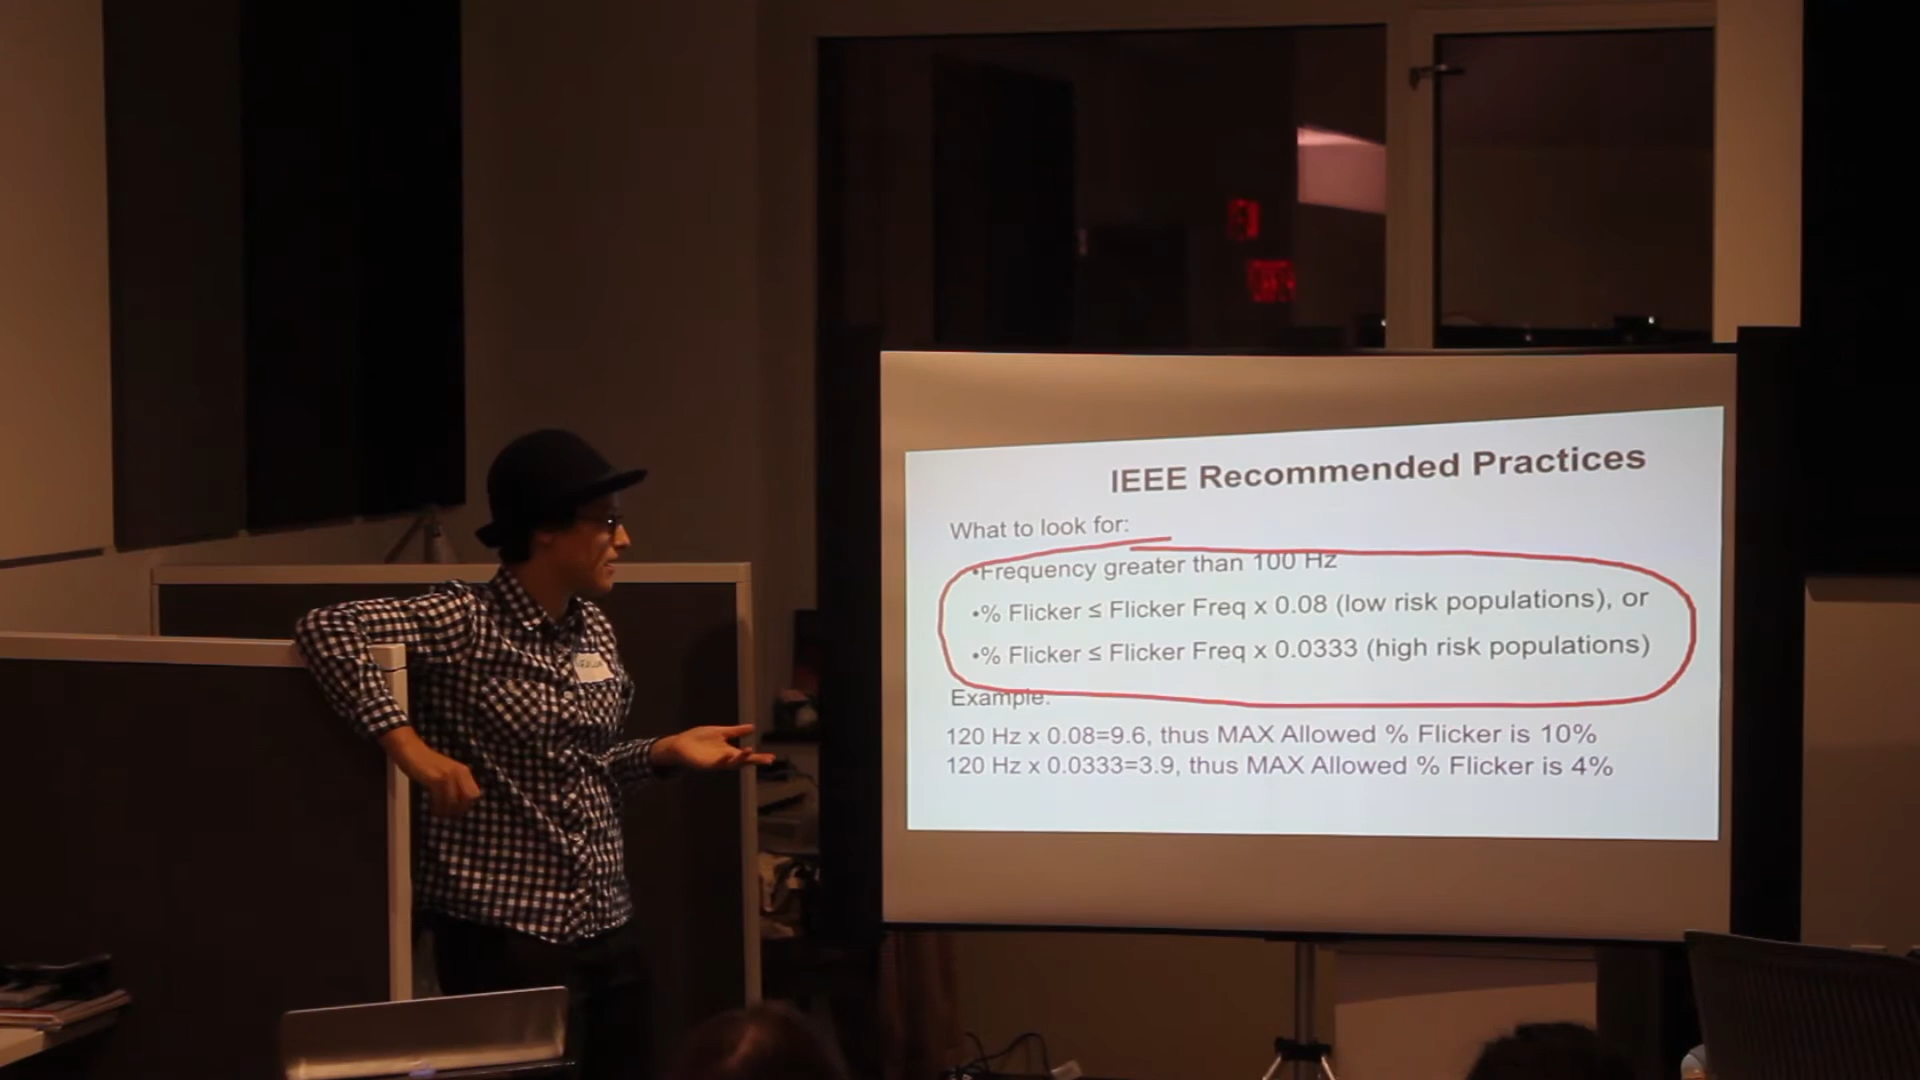 IEEE Recommended Practices
What to look for:
•Frequency greater than 100 Hz
•% Flicker ≤ Flicker Freq x 0.08 (low risk populations), or
•% Flicker ≤ Flicker Freq x 0.0333 (high risk populations)
Example:
120 Hz x 0.08=9.6, thus MAX Allowed % Flicker is 10%
120 Hz x 0.0333=3.9, thus MAX Allowed % Flicker is 4%